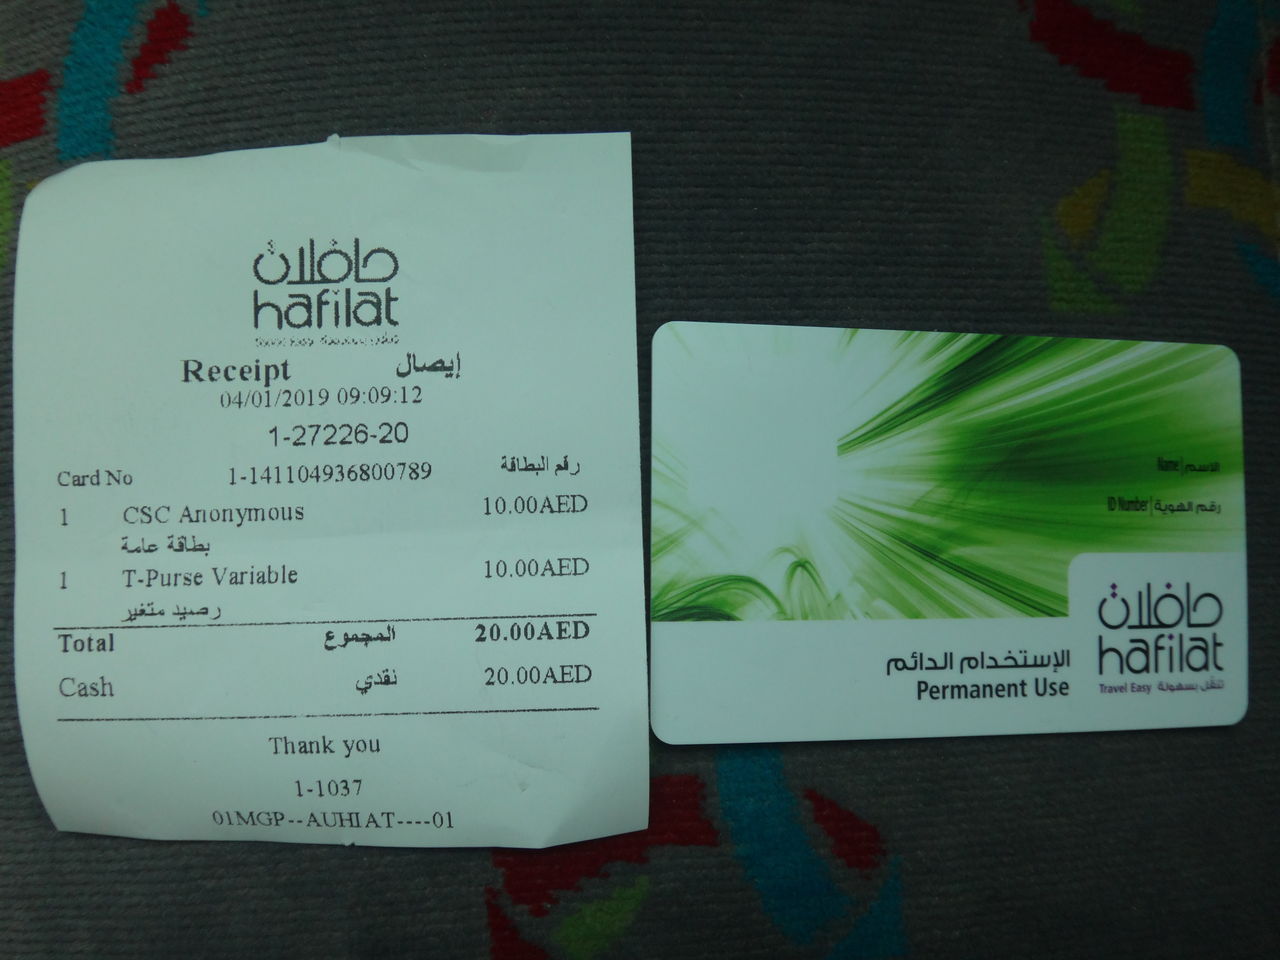 حافلات
hafilat
Receipt إيصال
04/01/2019 09:09:12
1-27226-20
Card No 1-141104936800789 رقم البطاقة
1 CSC Anonymous 10.00AED
بطاقة عامة
1 T-Purse Variable 10.00AED
رصيد متغير
Total المجموع 20.00AED
Cash نقدي 20.00AED
Thank you
1-1037
01MGP--AUHIAT----01
Name | الاسم
ID Number | رقم الهوية
حافلات
hafilat
Travel Easy تنقل بسهولة
الإستخدام الدائم
Permanent Use